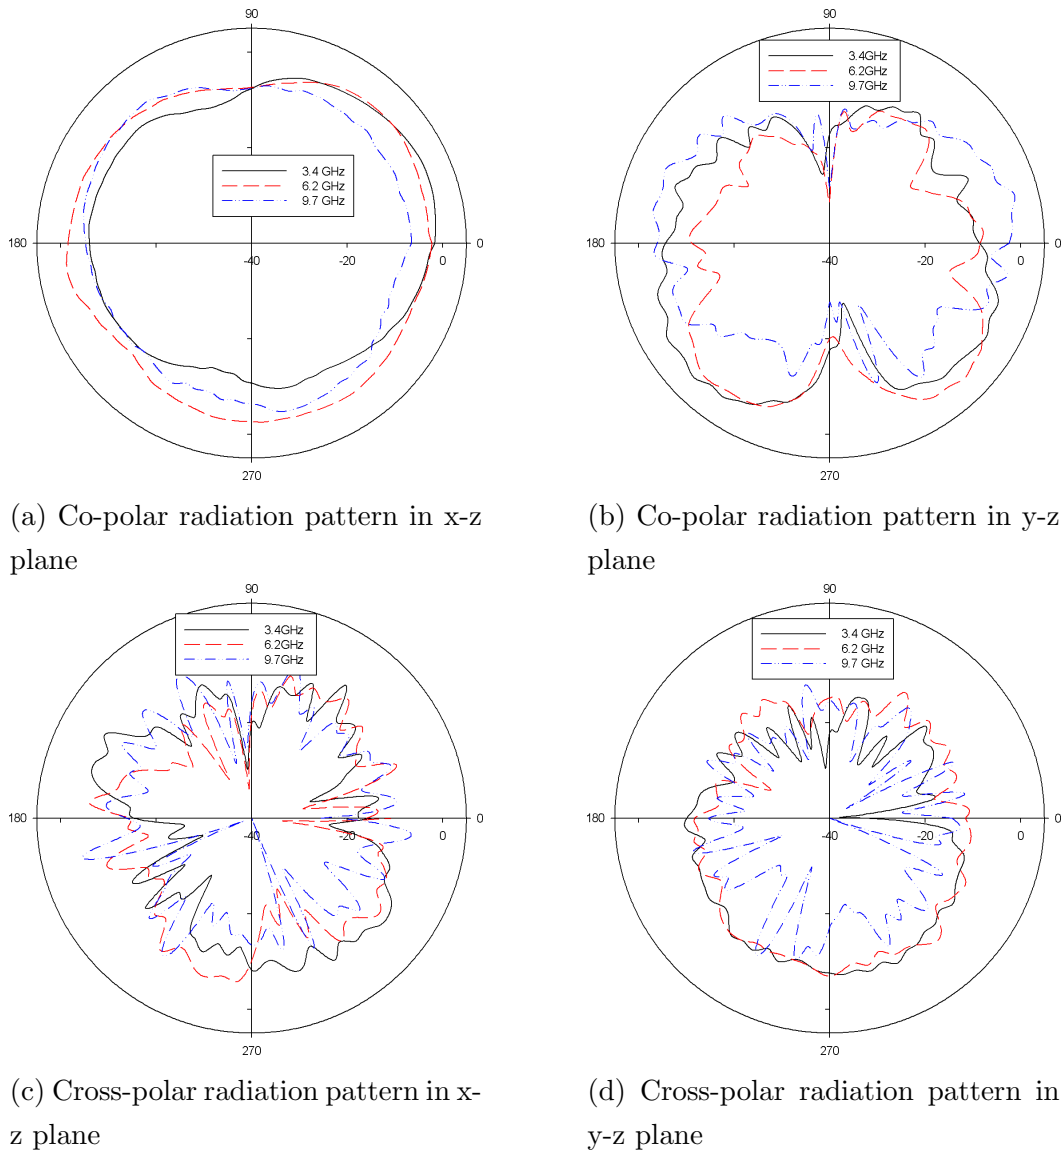 90
90
3.4 GHz
6.2 GHz
9.7 GHz
3.4GHz
6.2GHz
9.7GHz
180
-40
-20
0
0
180
-40
-20
0
0
270
270
(a) Co-polar radiation pattern in x-z
plane
(b) Co-polar radiation pattern in y-z
plane
90
90
3.4GHz
6.2GHz
9.7GHz
3.4 GHz
6.2 GHz
9.7 GHz
180
-40
-20
0
0
180
-40
-20
0
0
270
270
(c) Cross-polar radiation pattern in x-
z plane
(d) Cross-polar radiation pattern in
y-z plane